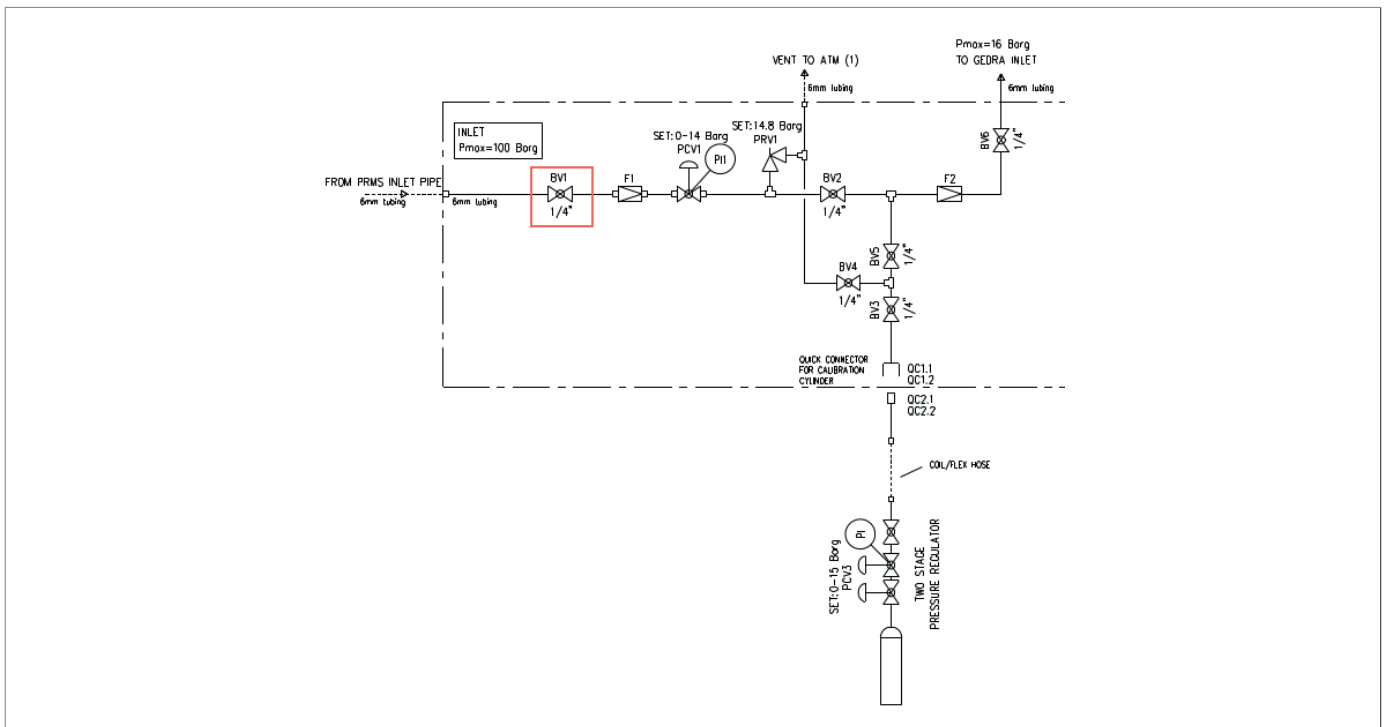 Pmax=16 Barg
TO GEDRA INLET
VENT TO ATM (1)
6mm tubing
6mm tubing
INLET
Pmax=100 Barg
SET:0-14 Barg
PCV1
PI1
SET:14.8 Barg
PRV1
BV6
1/4"
FROM PRMS INLET PIPE
6mm tubing
6mm tubing
BV1
1/4"
F1
BV2
1/4"
F2
BV5
1/4"
BV4
1/4"
BV3
1/4"
QUICK CONNECTOR
FOR CALIBRATION
CYLINDER
QC1.1
QC1.2
QC2.1
QC2.2
COIL/FLEX HOSE
PI
SET:0-15 Barg
PCV3
TWO STAGE
PRESSURE REGULATOR